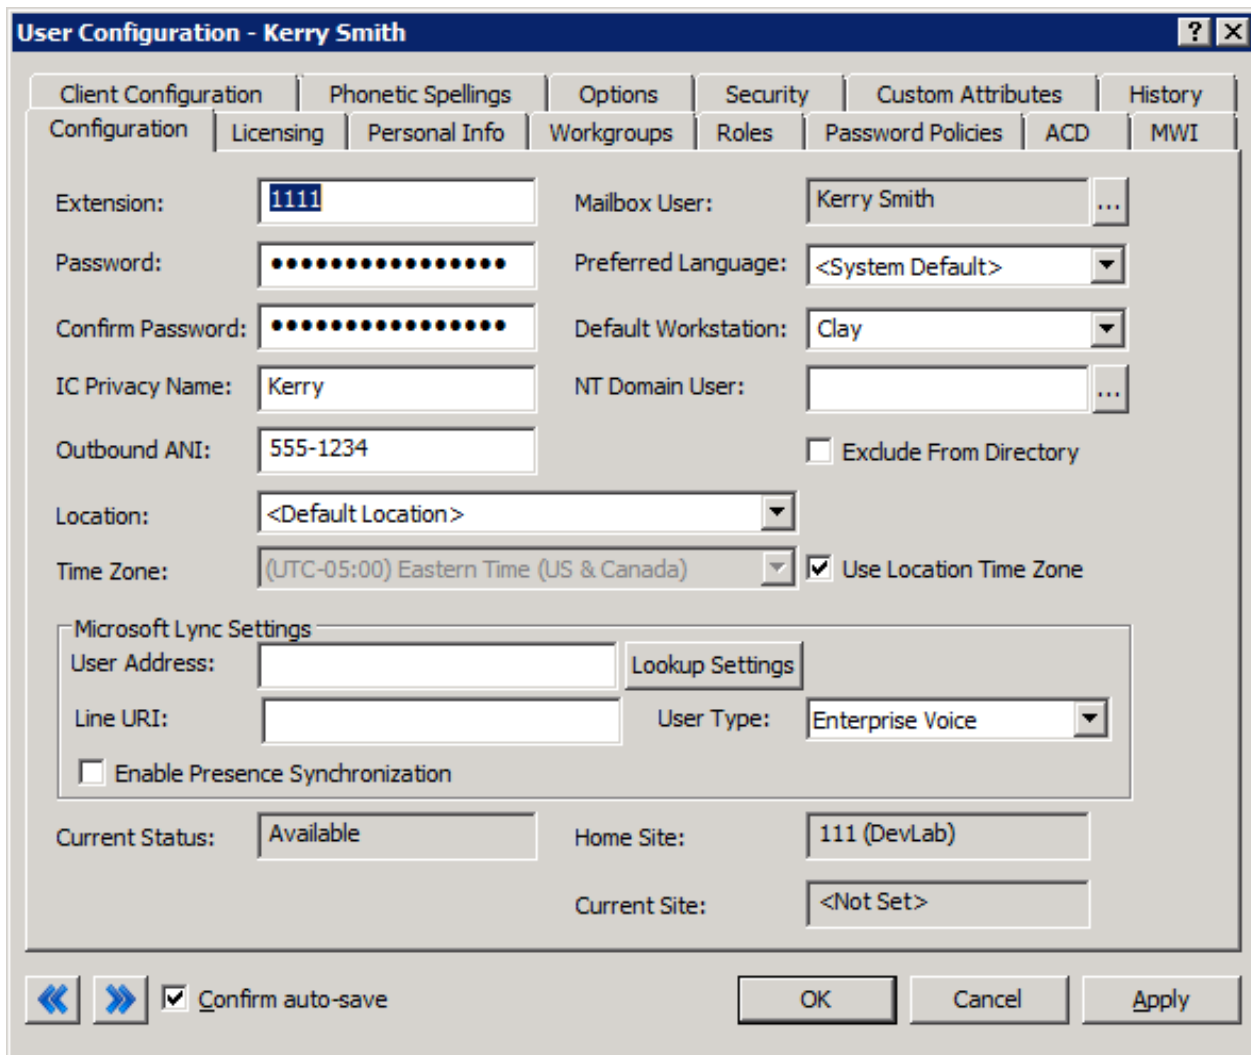 User Configuration - Kerry Smith
Client Configuration Phonetic Spellings Options Security Custom Attributes History
Configuration Licensing Personal Info Workgroups Roles Password Policies ACD MWI
Extension: 1111 Mailbox User: Kerry Smith ...
Password: •••••••••••••••• Preferred Language: <System Default>
Confirm Password: •••••••••••••••• Default Workstation: Clay
IC Privacy Name: Kerry NT Domain User: ...
Outbound ANI: 555-1234 Exclude From Directory
Location: <Default Location>
Time Zone: (UTC-05:00) Eastern Time (US & Canada) Use Location Time Zone
Microsoft Lync Settings
User Address: Lookup Settings
Line URI: User Type: Enterprise Voice
Enable Presence Synchronization
Current Status: Available Home Site: 111 (DevLab)
Current Site: <Not Set>
Confirm auto-save OK Cancel Apply